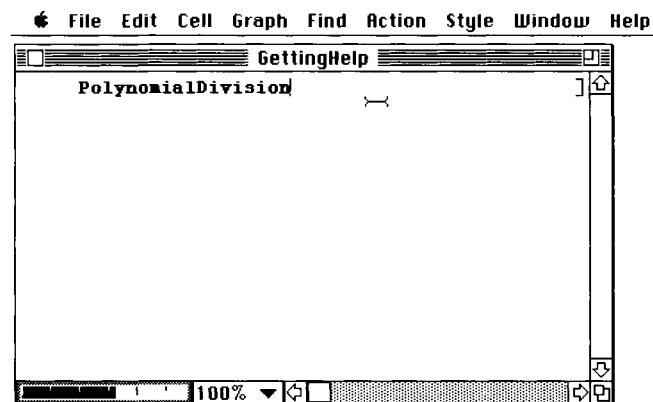 File Edit Cell Graph Find Action Style Window Help
GettingHelp
PolynomialDivision
100%